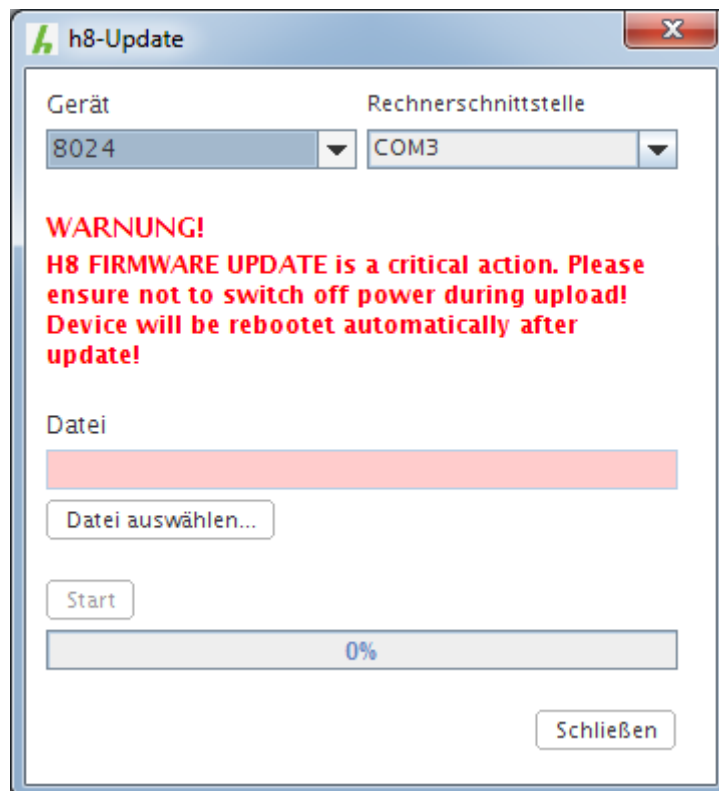 h8-Update
Gerät
Rechnerschnittstelle
8024
COM3
WARNUNG!
H8 FIRMWARE UPDATE is a critical action. Please
ensure not to switch off power during upload!
Device will be rebootet automatically after
update!
Datei
Datei auswählen...
Start
0%
Schließen